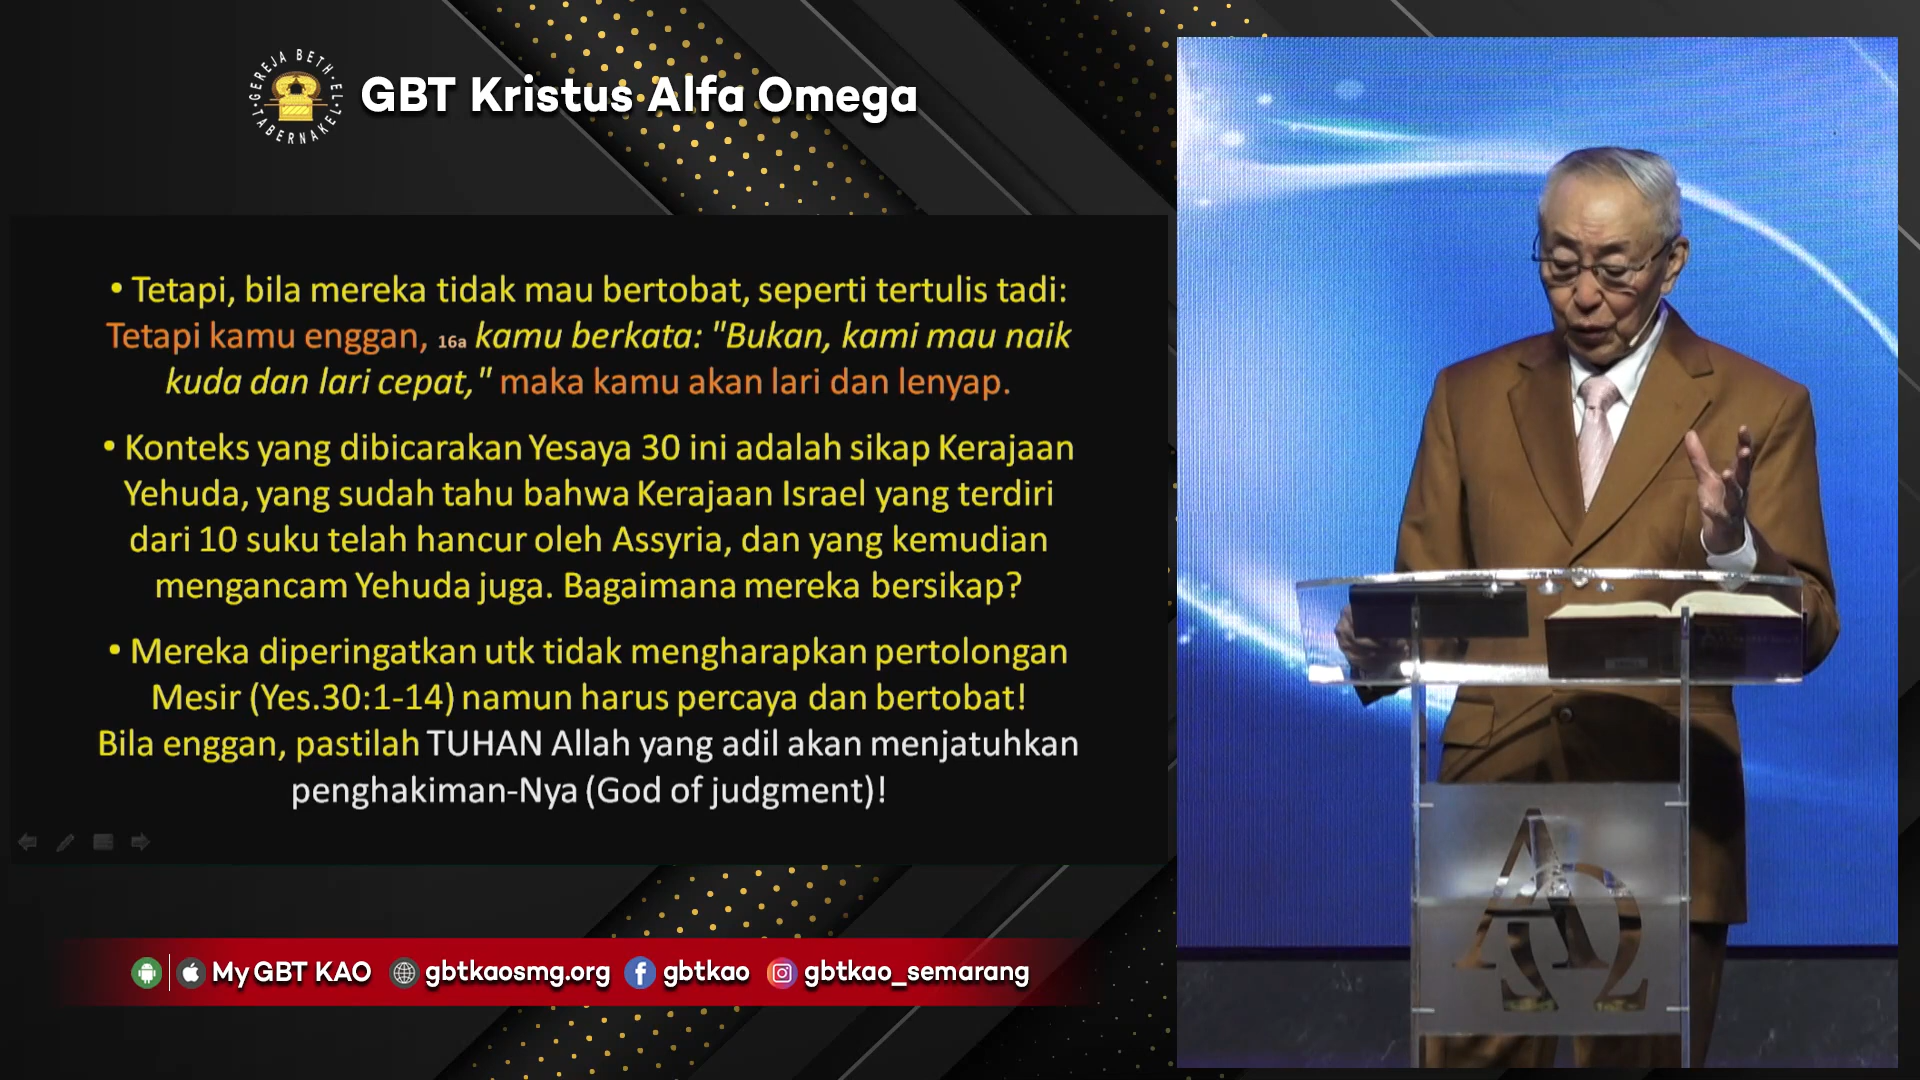 GEREJA BETH-EL
TABERNAKEL
GBT Kristus Alfa Omega
• Tetapi, bila mereka tidak mau bertobat, seperti tertulis tadi:
Tetapi kamu enggan, 16a kamu berkata: "Bukan, kami mau naik
kuda dan lari cepat," maka kamu akan lari dan lenyap.
• Konteks yang dibicarakan Yesaya 30 ini adalah sikap Kerajaan
Yehuda, yang sudah tahu bahwa Kerajaan Israel yang terdiri
dari 10 suku telah hancur oleh Assyria, dan yang kemudian
mengancam Yehuda juga. Bagaimana mereka bersikap?
• Mereka diperingatkan utk tidak mengharapkan pertolongan
Mesir (Yes.30:1-14) namun harus percaya dan bertobat!
Bila enggan, pastilah TUHAN Allah yang adil akan menjatuhkan
penghakiman-Nya (God of judgment)!
My GBT KAO gbtkaosmg.org gbtkao gbtkao_semarang
ΑΩ